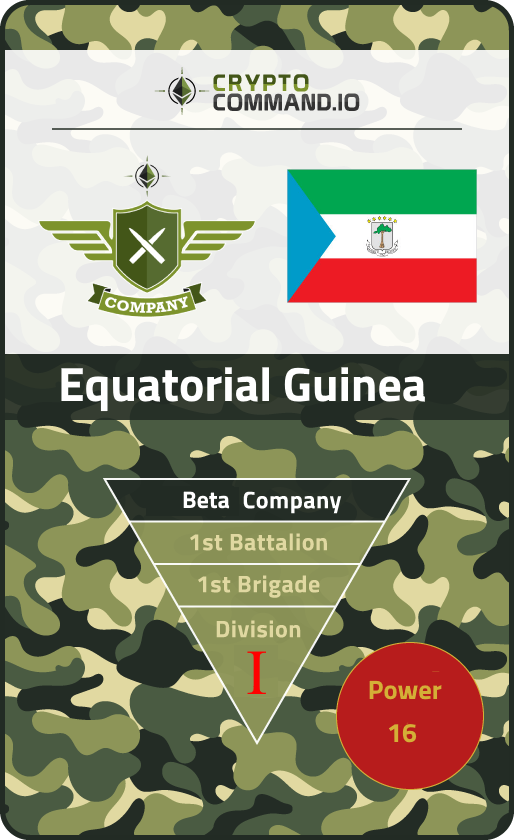 CRYPTO
COMMAND.IO
COMPANY
Equatorial Guinea
Beta Company
1st Battalion
1st Brigade
Division
I
Power
16